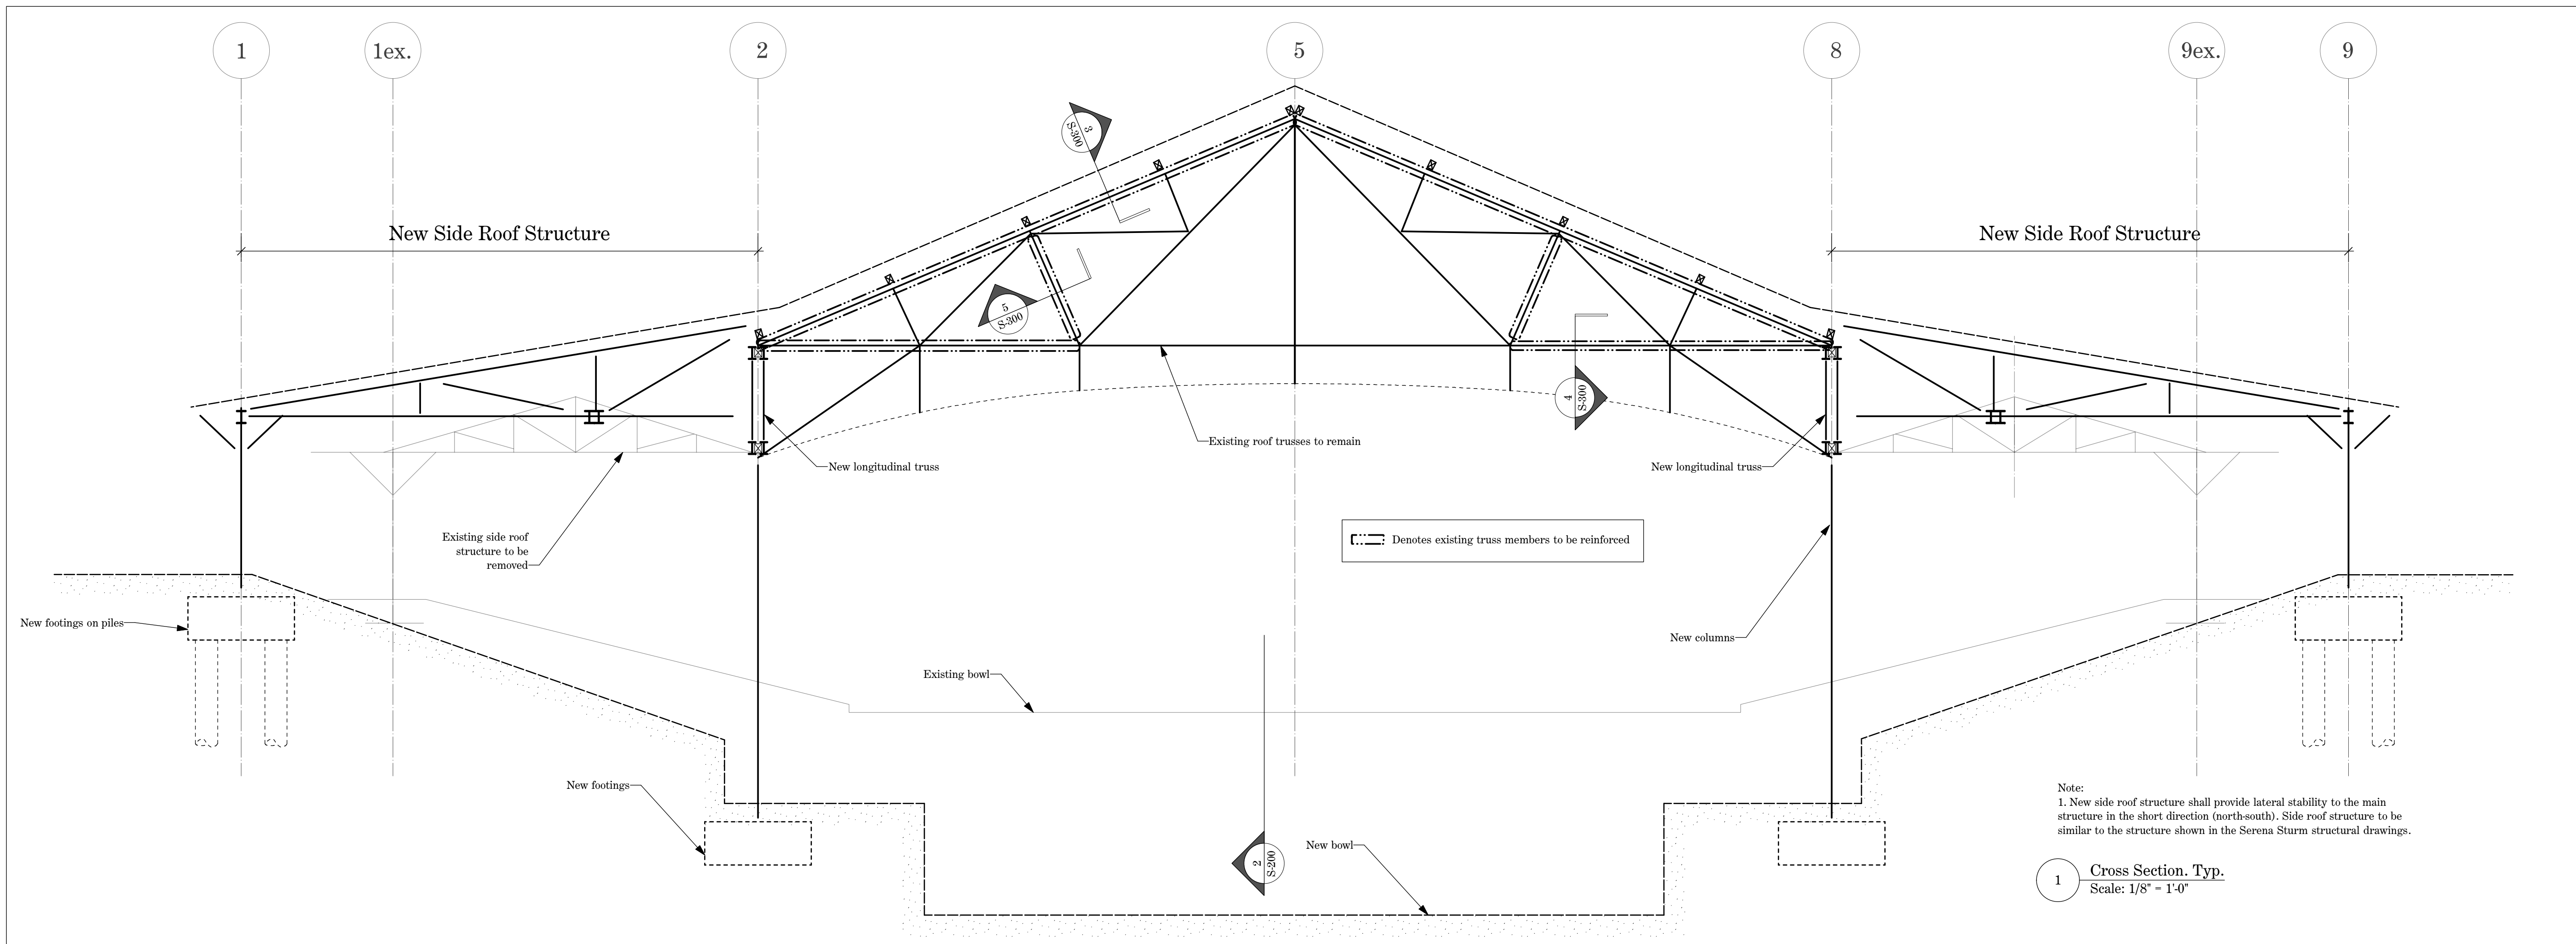 1
1ex.
2
5
8
9ex.
9
3
S-300
New Side Roof Structure
New Side Roof Structure
5
S-300
4
S-300
Existing roof trusses to remain
New longitudinal truss
New longitudinal truss
Existing side roof
structure to be
removed
Denotes existing truss members to be reinforced
New footings on piles
New columns
Existing bowl
New footings
New bowl
2
S-200
Note:
1. New side roof structure shall provide lateral stability to the main
structure in the short direction (north-south). Side roof structure to be
similar to the structure shown in the Serena Sturm structural drawings.
1
Cross Section. Typ.
Scale: 1/8" = 1'-0"